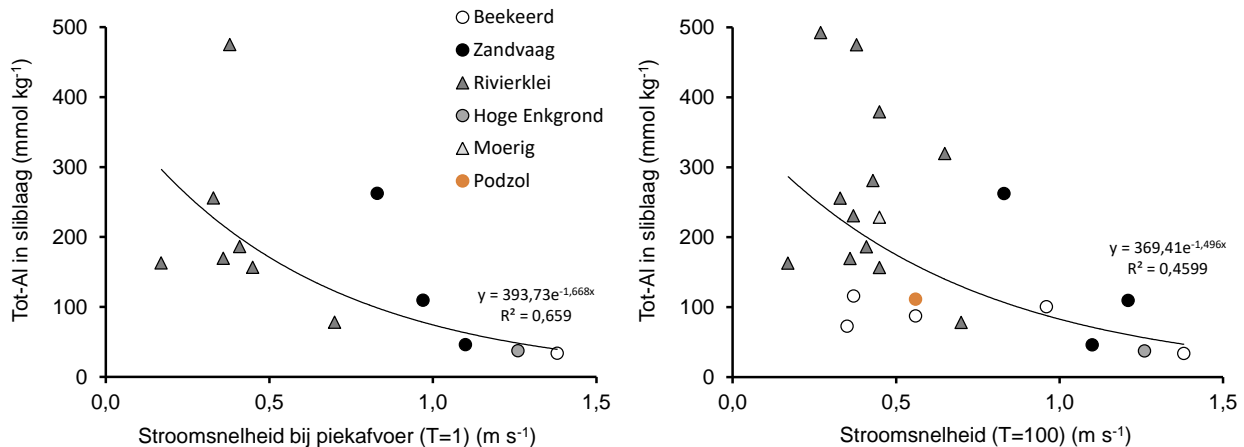 Tot-Al in sliblaag (mmol kg-1)
500
400
300
200
100
0
0,0
0,5
1,0
1,5
Stroomsnelheid bij piekafvoer (T=1) (m s-1)
y = 393,73e-1,668x
R² = 0,659
Beekeerd
Zandvaag
Rivierklei
Hoge Enkgrond
Moerig
Podzol
Tot-Al in sliblaag (mmol kg-1)
500
400
300
200
100
0
0,0
0,5
1,0
1,5
Stroomsnelheid (T=100) (m s-1)
y = 369,41e-1,496x
R² = 0,4599